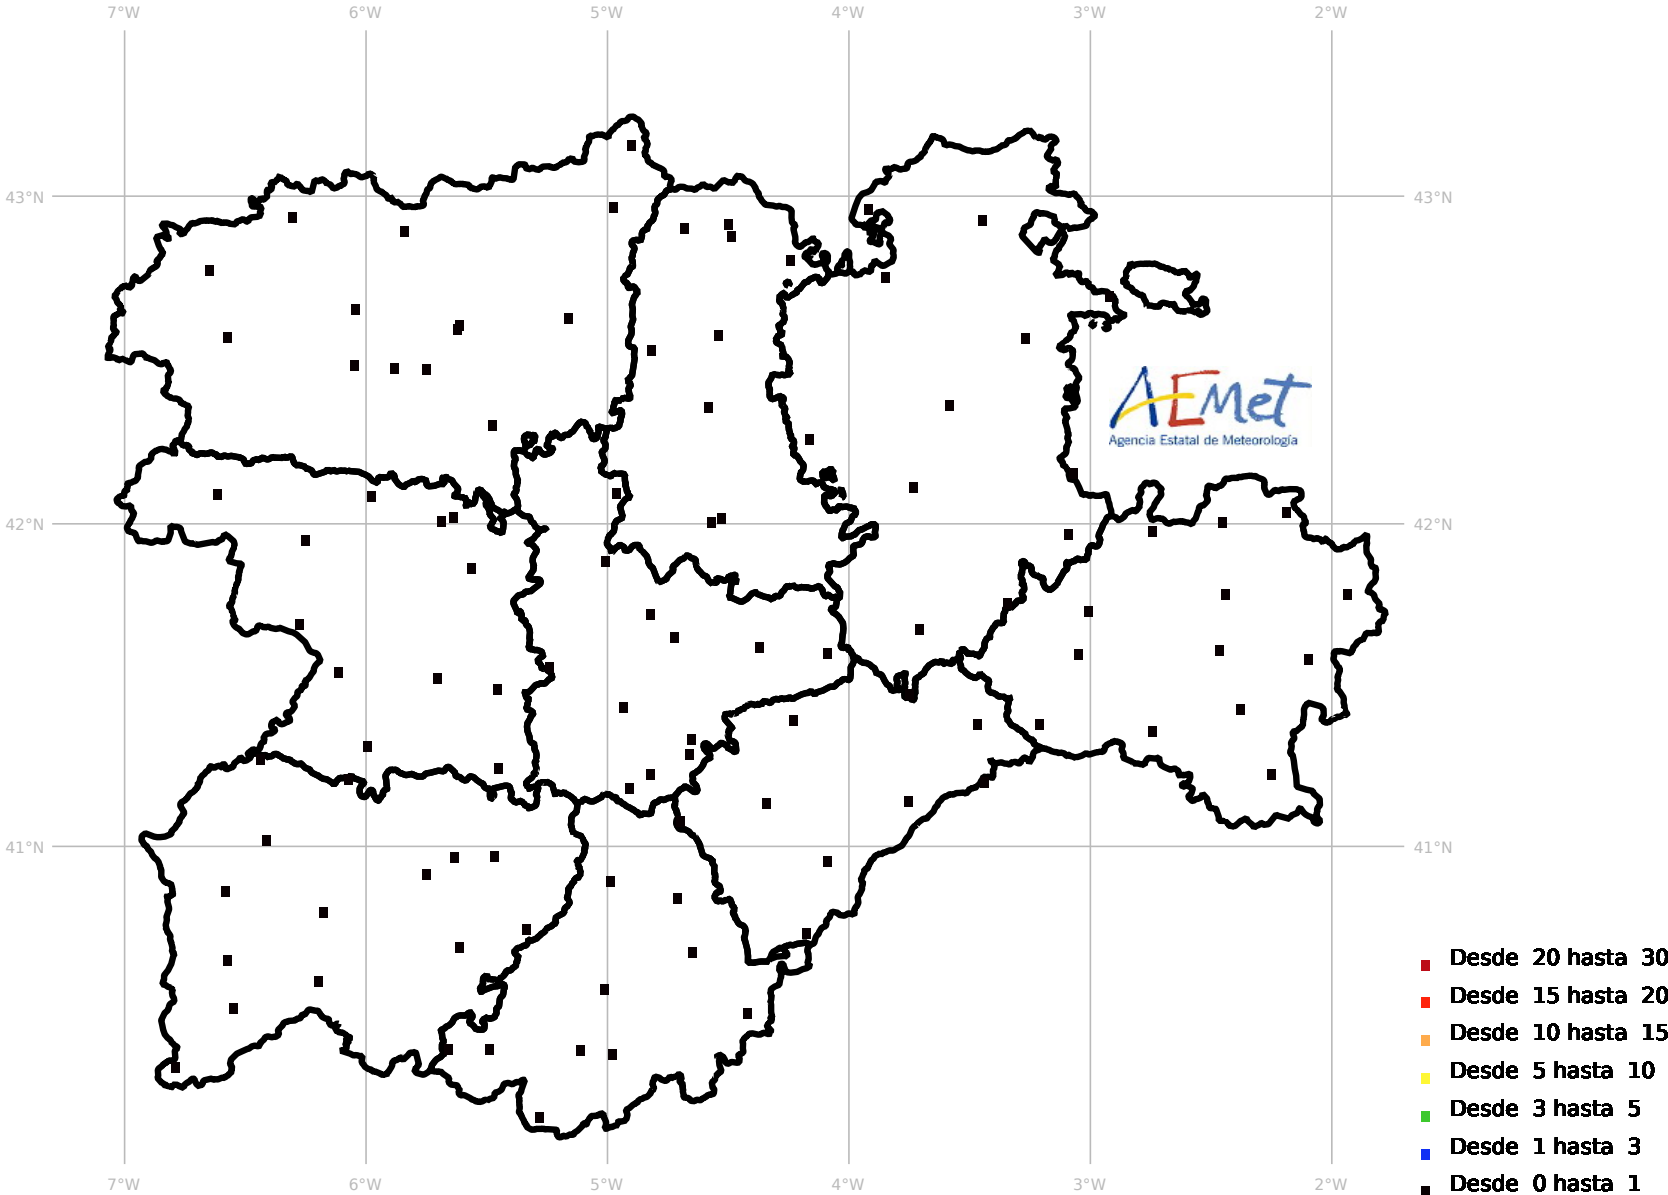 7°W 6°W 5°W 4°W 3°W 2°W
43°N 43°N
AEMet
Agencia Estatal de Meteorología
42°N 42°N
41°N 41°N
Desde 20 hasta 30
Desde 15 hasta 20
Desde 10 hasta 15
Desde 5 hasta 10
Desde 3 hasta 5
Desde 1 hasta 3
Desde 0 hasta 1
7°W 6°W 5°W 4°W 3°W 2°W